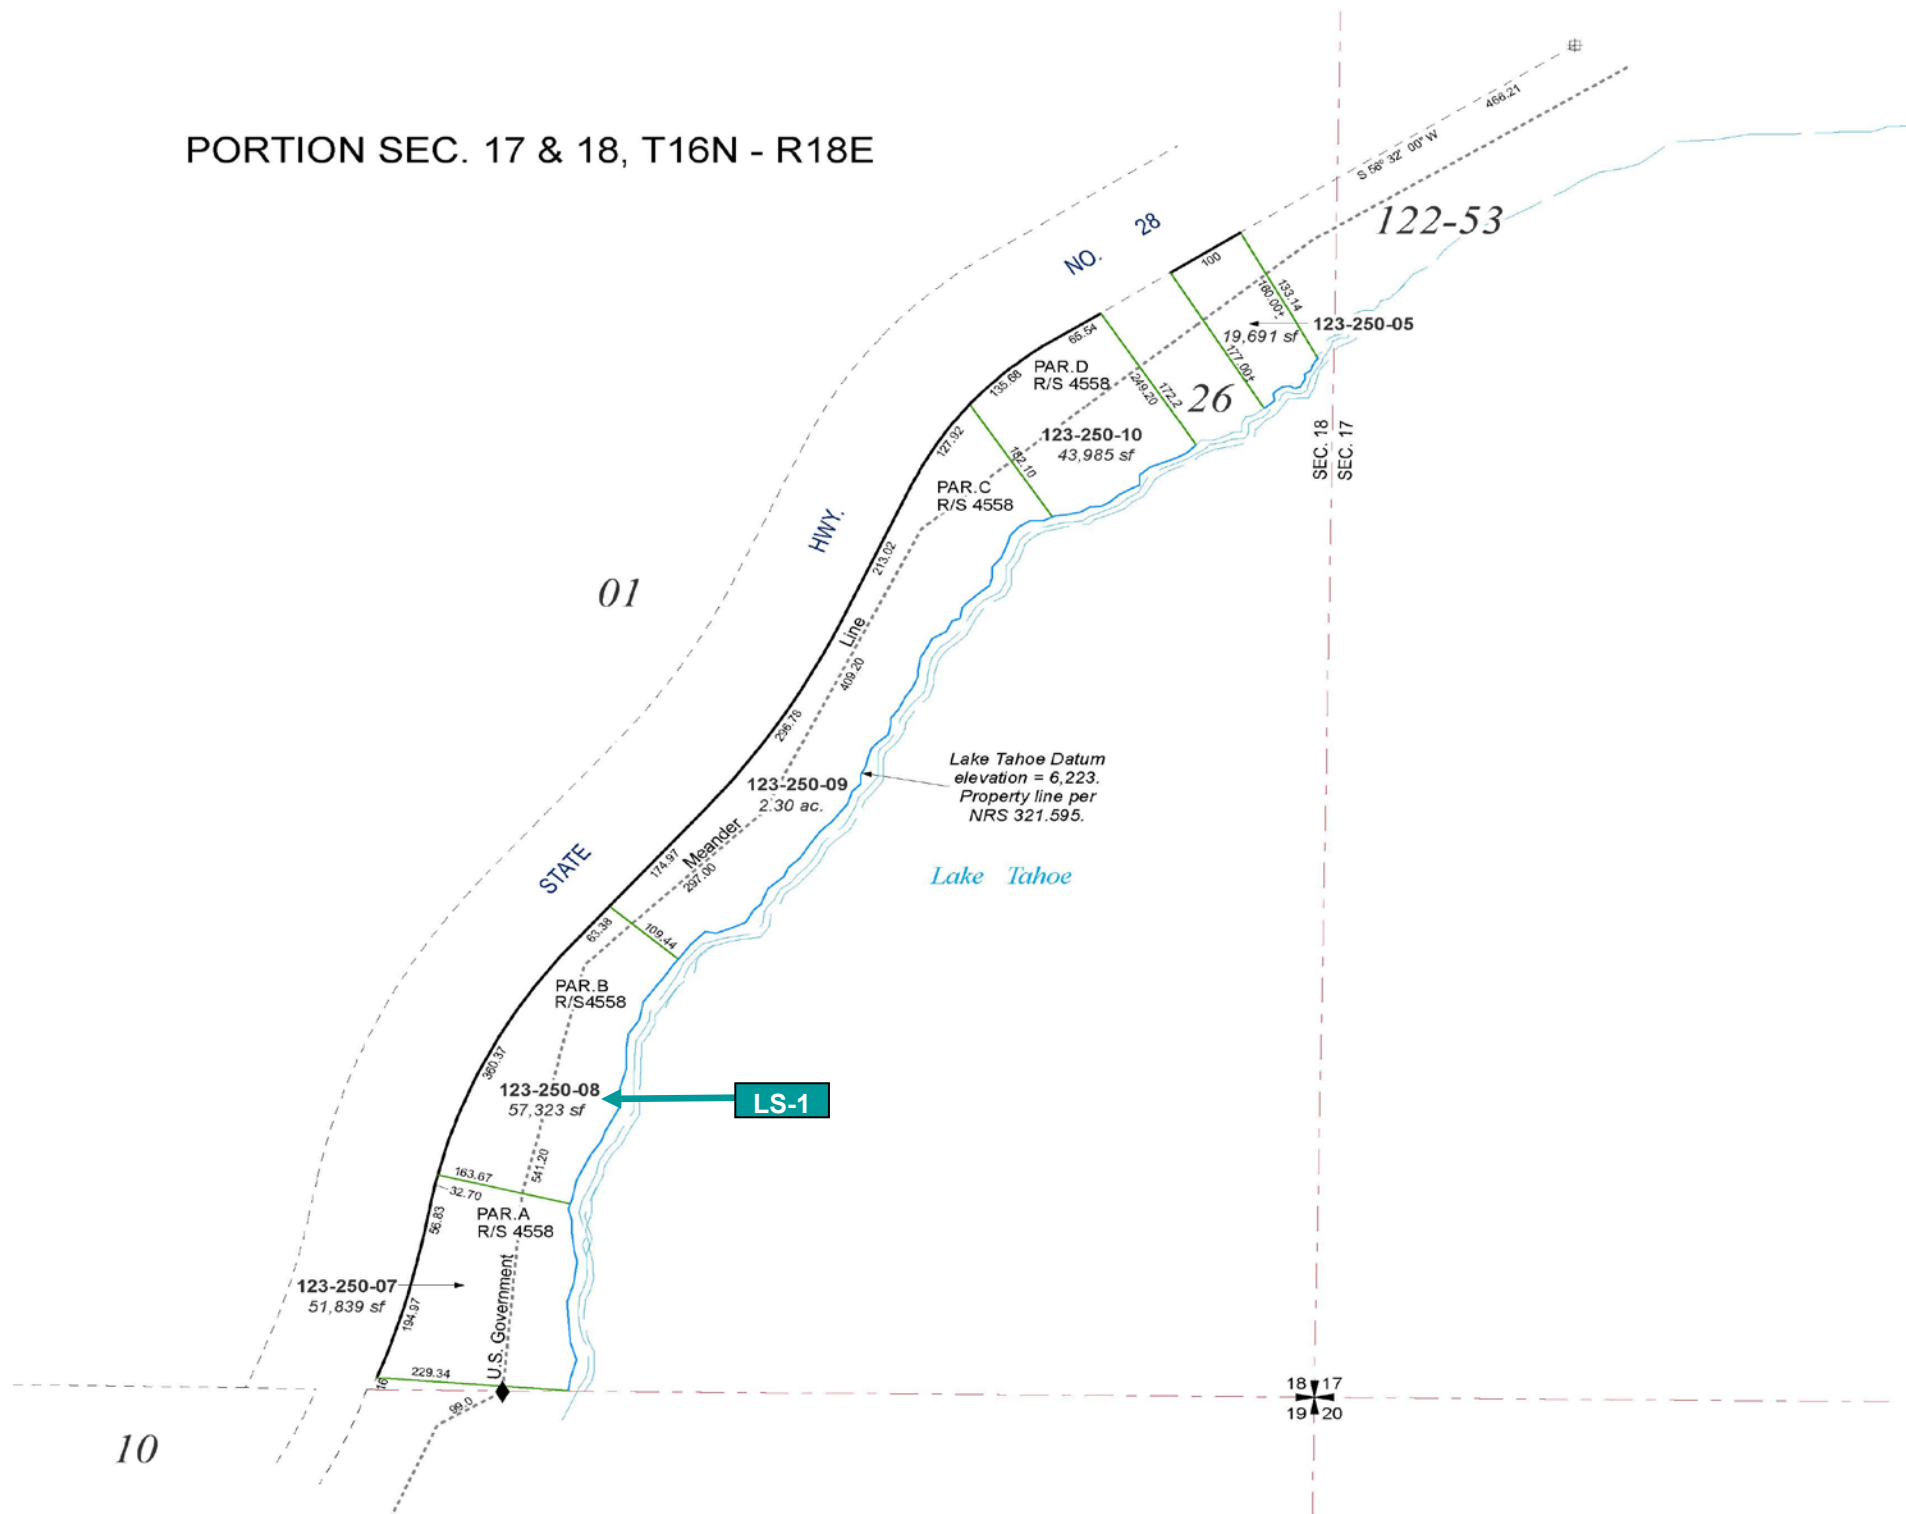 PORTION SEC. 17 & 18, T16N - R18E
466.21
S 56° 32' 00" W
122-53
NO. 28
100
133.14
160.00±
123-250-05
19,691 sf
177.00±
65.54
PAR.D
R/S 4558
135.68
249.20
172.2
26
127.92
123-250-10
43,985 sf
182.10
SEC. 18
SEC. 17
PAR.C
R/S 4558
HWY.
213.02
01
Line
409.20
296.78
Lake Tahoe Datum
elevation = 6,223.
Property line per
NRS 321.595.
123-250-09
2.30 ac.
Meander
174.97
297.00
STATE
Lake Tahoe
63.38
109.44
PAR.B
R/S4558
360.37
123-250-08
57,323 sf
LS-1
541.20
163.67
32.70
56.83
PAR.A
R/S 4558
U.S. Government
123-250-07
51,839 sf
194.97
229.34
16
99.0
18 17
19 20
10